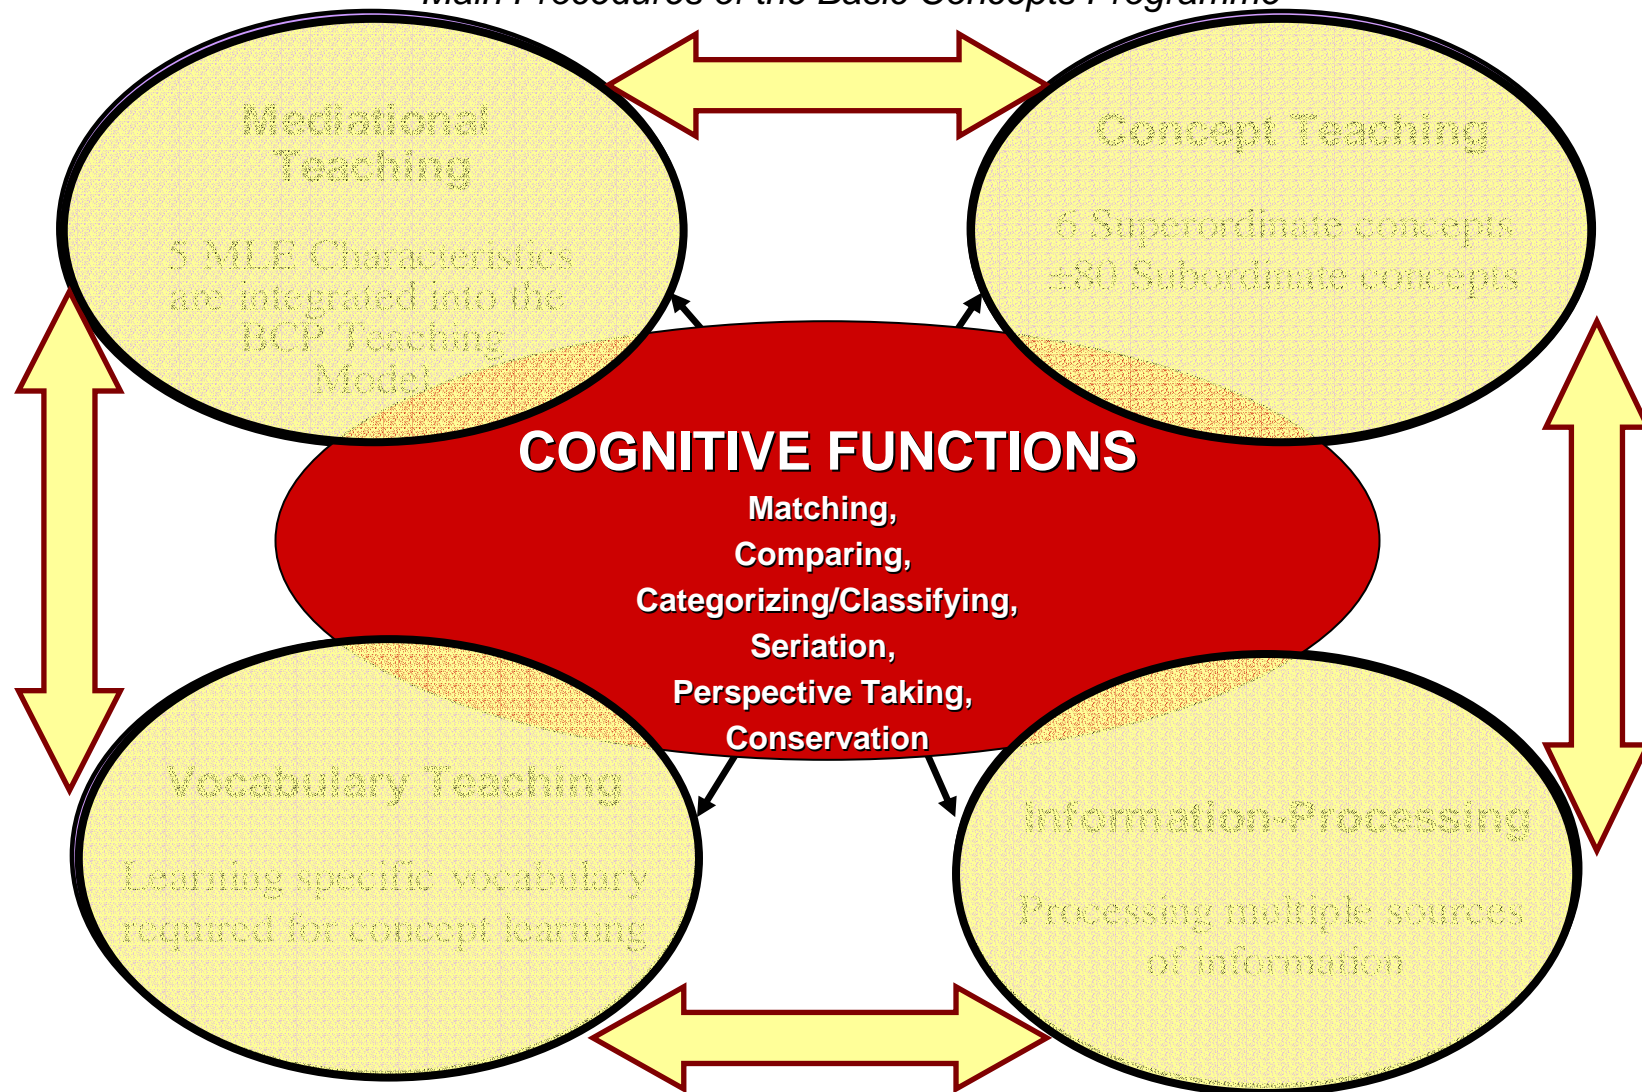 Main Procedures of the Basic Concepts Programme
Mediational
Teaching
5 MLE Characteristics
are integrated into the
BCP Teaching
Model
Concept Teaching
6 Superordinate concepts
±80 Subordinate concepts
COGNITIVE FUNCTIONS
Matching,
Comparing,
Categorizing/Classifying,
Seriation,
Perspective Taking,
Conservation
Vocabulary Teaching
Learning specific vocabulary
required for concept learning
Information-Processing
Processing multiple sources
of information